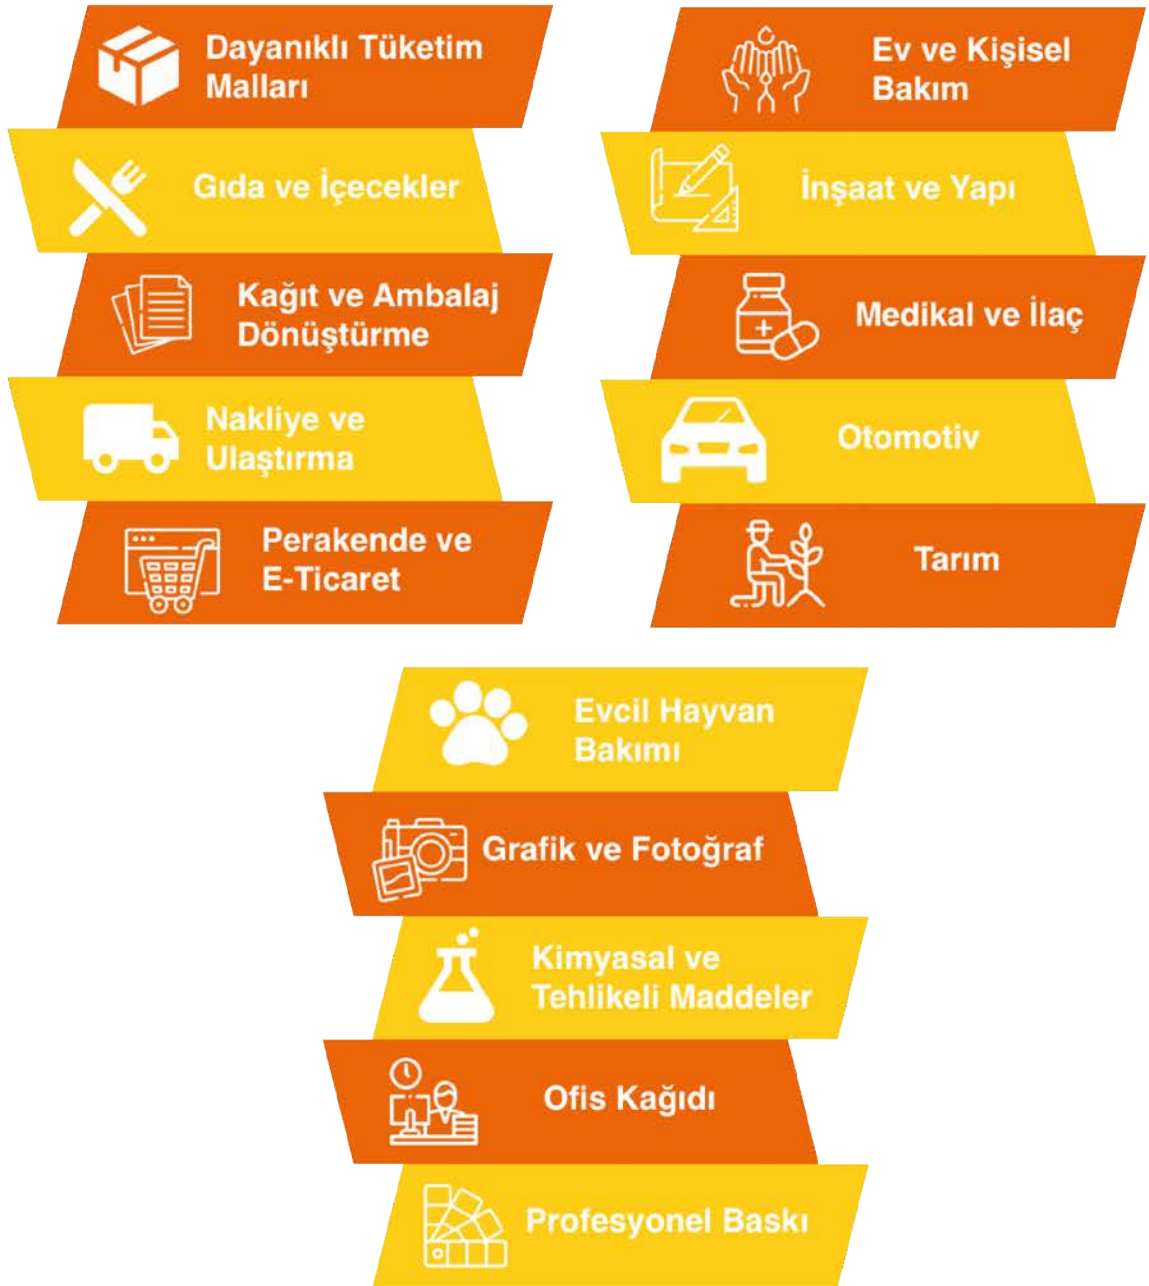 Dayanıklı Tüketim
Malları
Gıda ve İçecekler
Kağıt ve Ambalaj
Dönüştürme
Nakliye ve
Ulaştırma
Perakende ve
E-Ticaret
Ev ve Kişisel
Bakım
İnşaat ve Yapı
Medikal ve İlaç
Otomotiv
Tarım
Evcil Hayvan
Bakımı
Grafik ve Fotoğraf
Kimyasal ve
Tehlikeli Maddeler
Ofis Kağıdı
Profesyonel Baskı